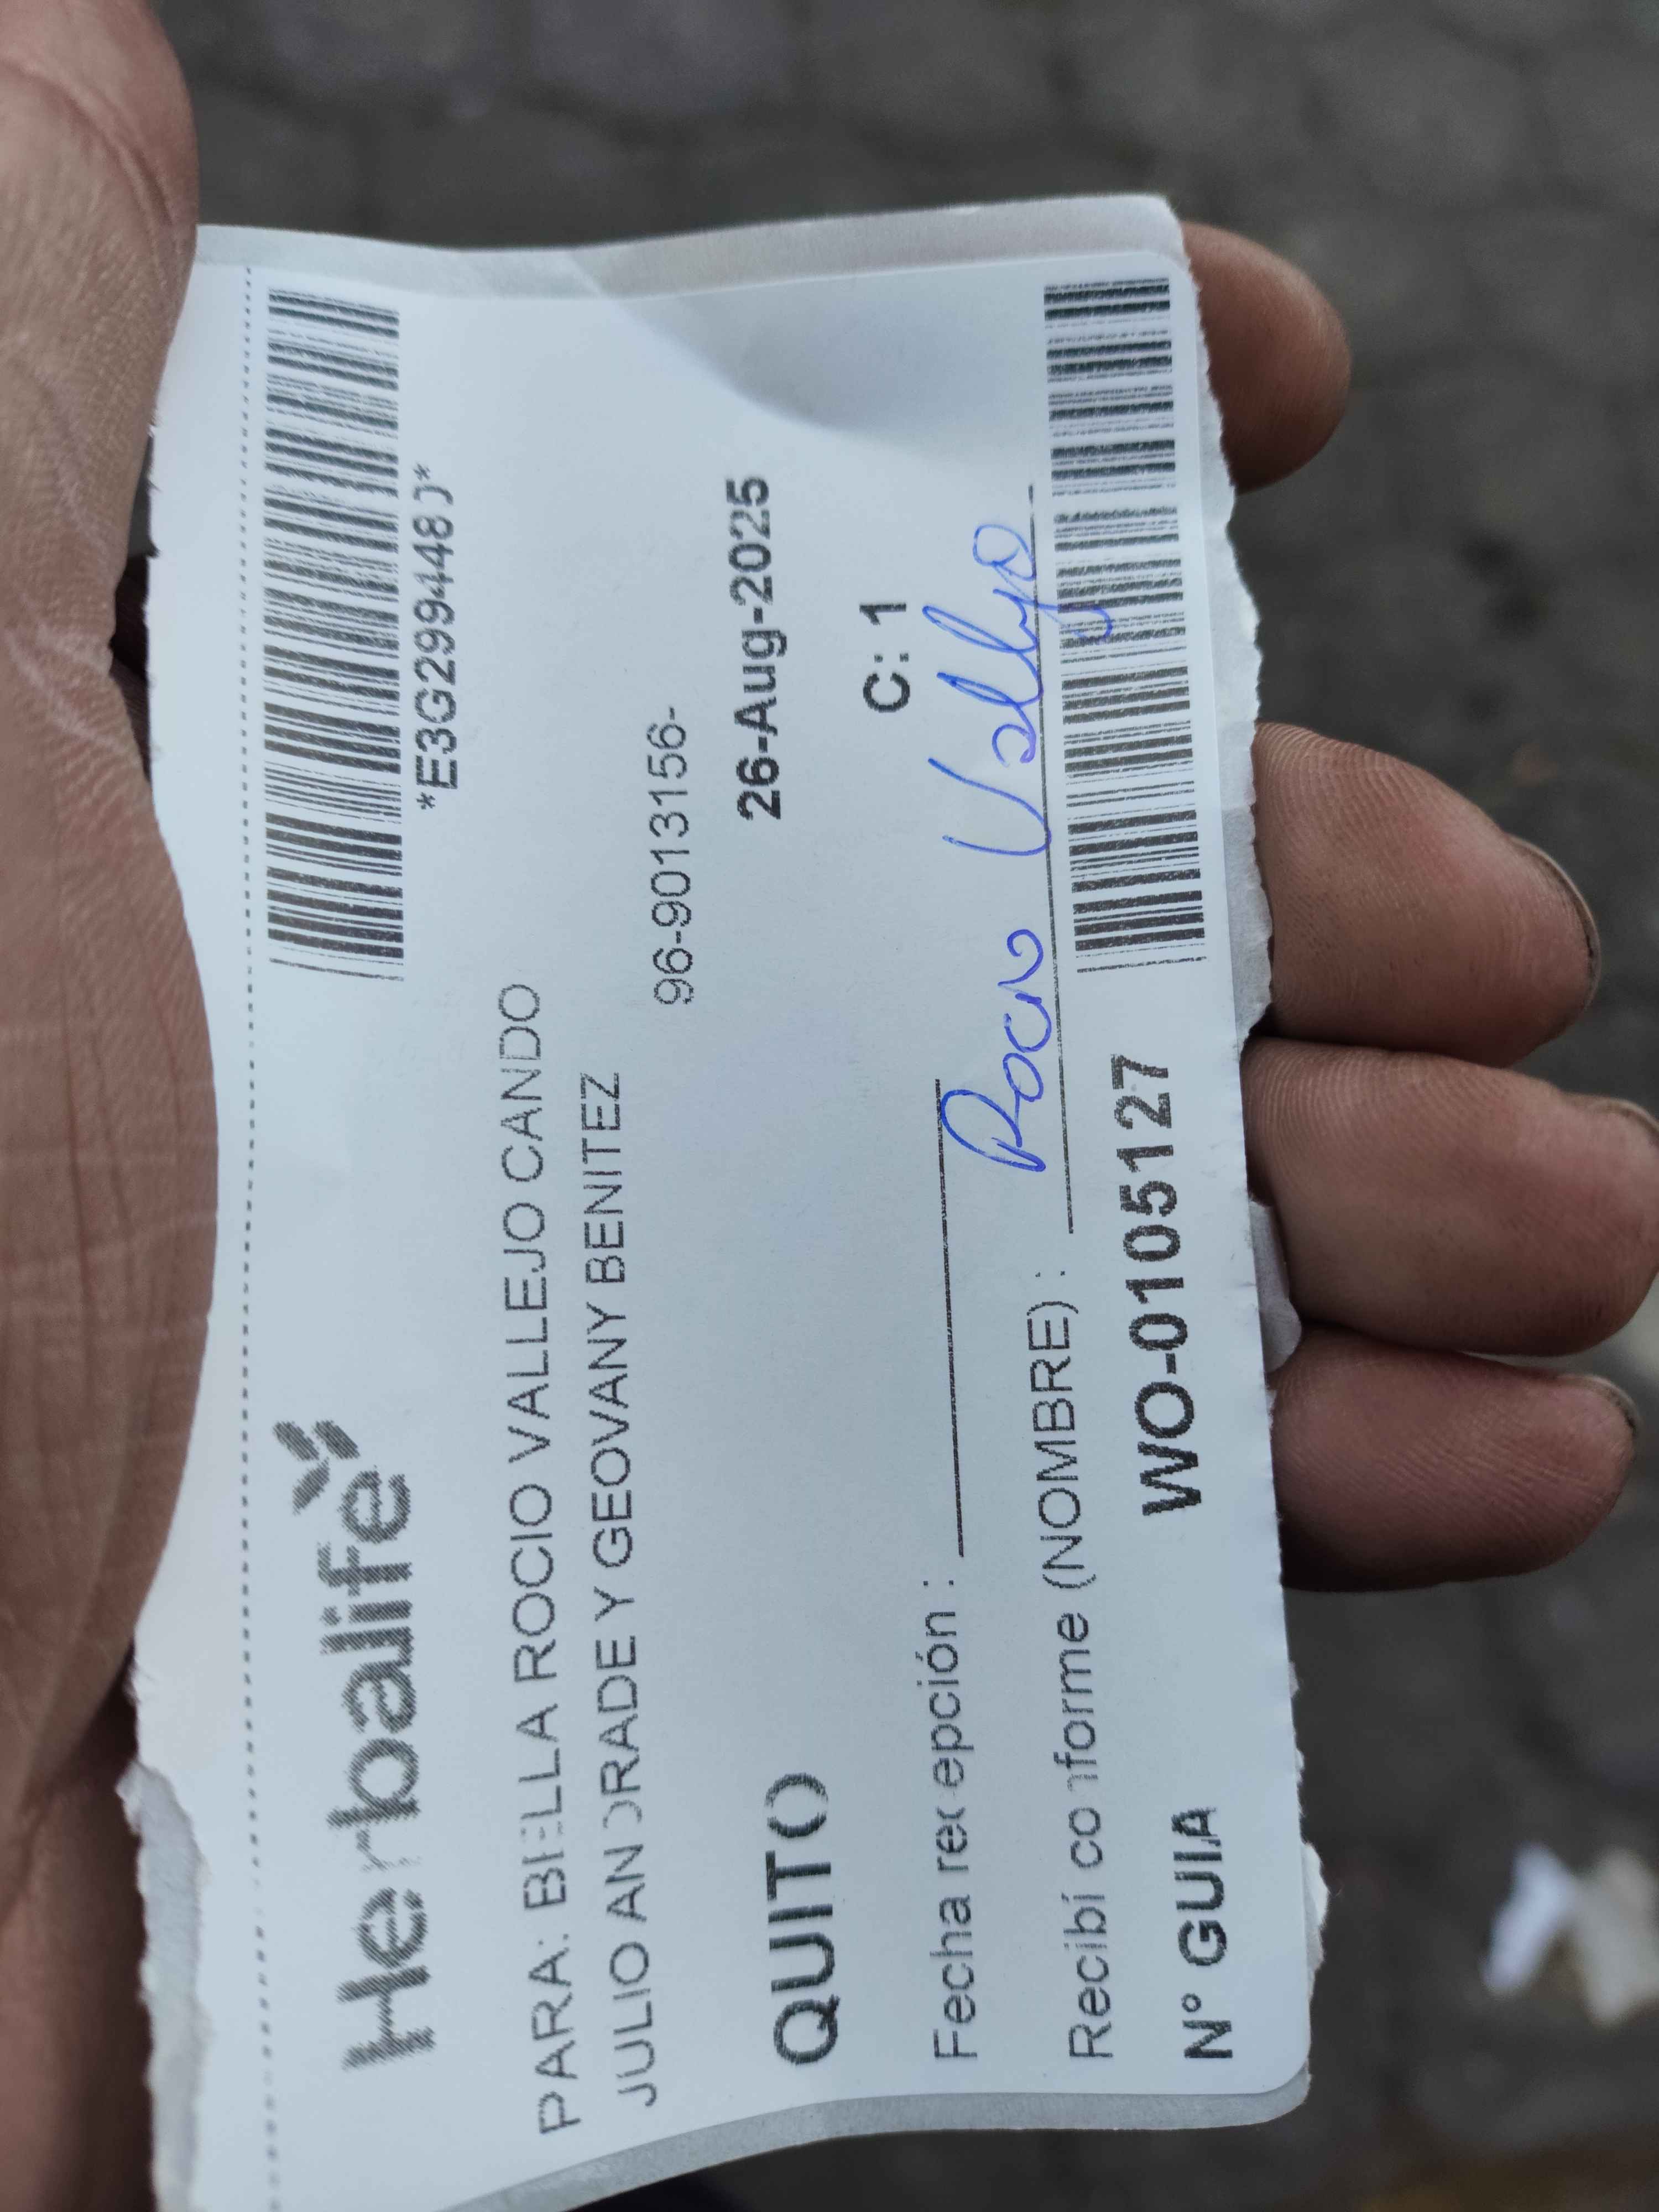 Herbalife
*E3G299448J*
PARA: BELLA ROCIO VALLEJO CANDO
JULIO ANDRADE Y GEOVANY BENITEZ
96-9013156-
QUITO 26-Aug-2025
C: 1
Fecha recepción :
Recibí conforme (NOMBRE) : Rocio Vallejo
N° GUIA WO-0105127